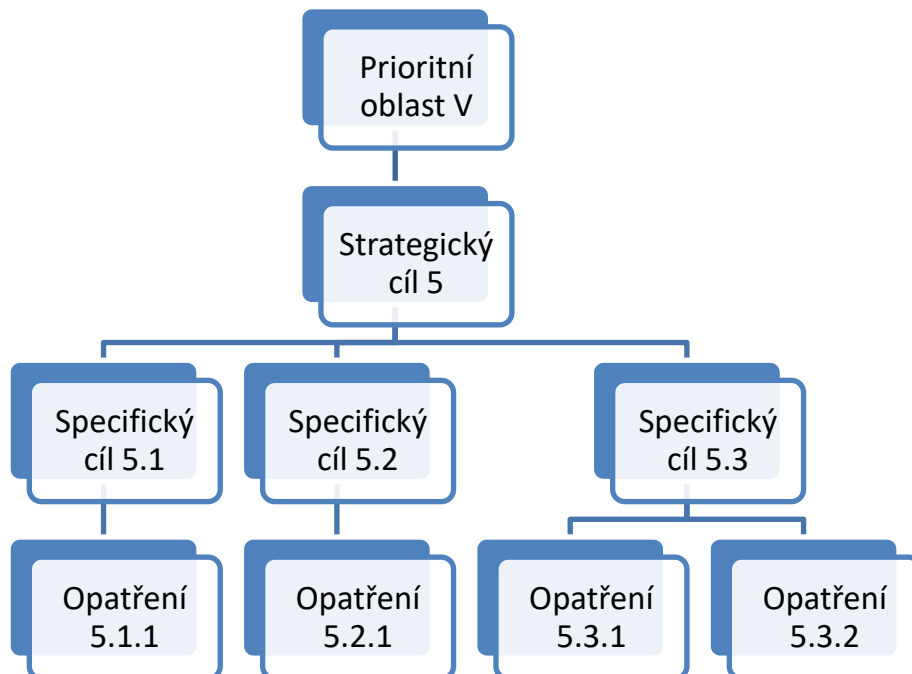 Prioritní
oblast V
Strategický
cíl 5
Specifický
cíl 5.1
Specifický
cíl 5.2
Specifický
cíl 5.3
Opatření
5.1.1
Opatření
5.2.1
Opatření
5.3.1
Opatření
5.3.2